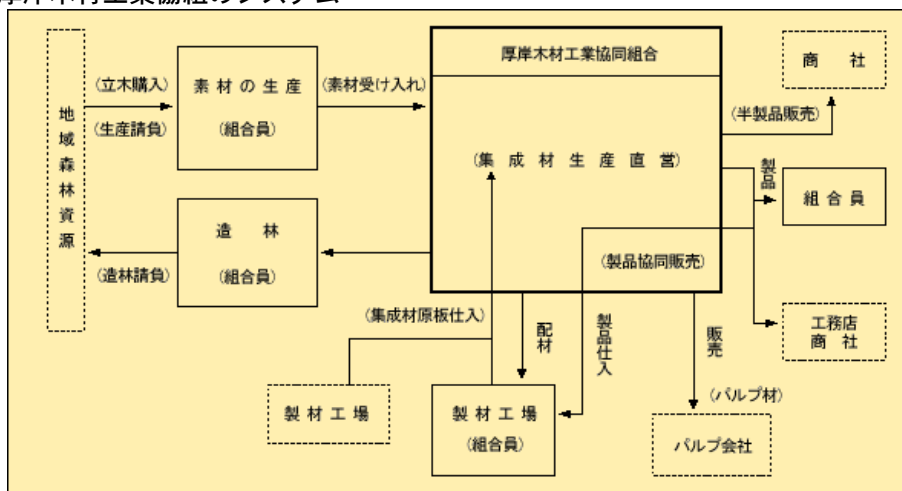 厚岸木材工業協組のシステム
厚岸木材工業協同組合
商社
(立木購入)
素材の生産
(素材受け入れ)
(半製品販売)
地域森林資源
(生産請負)
(組合員)
(集成材生産直営)
製品
組合員
造林
(製品協同販売)
(造林請負)
(組合員)
(集成材原板仕入)
配材
製品仕入
販売
工務店
商社
(パルプ材)
製材工場
製材工場
(組合員)
パルプ会社